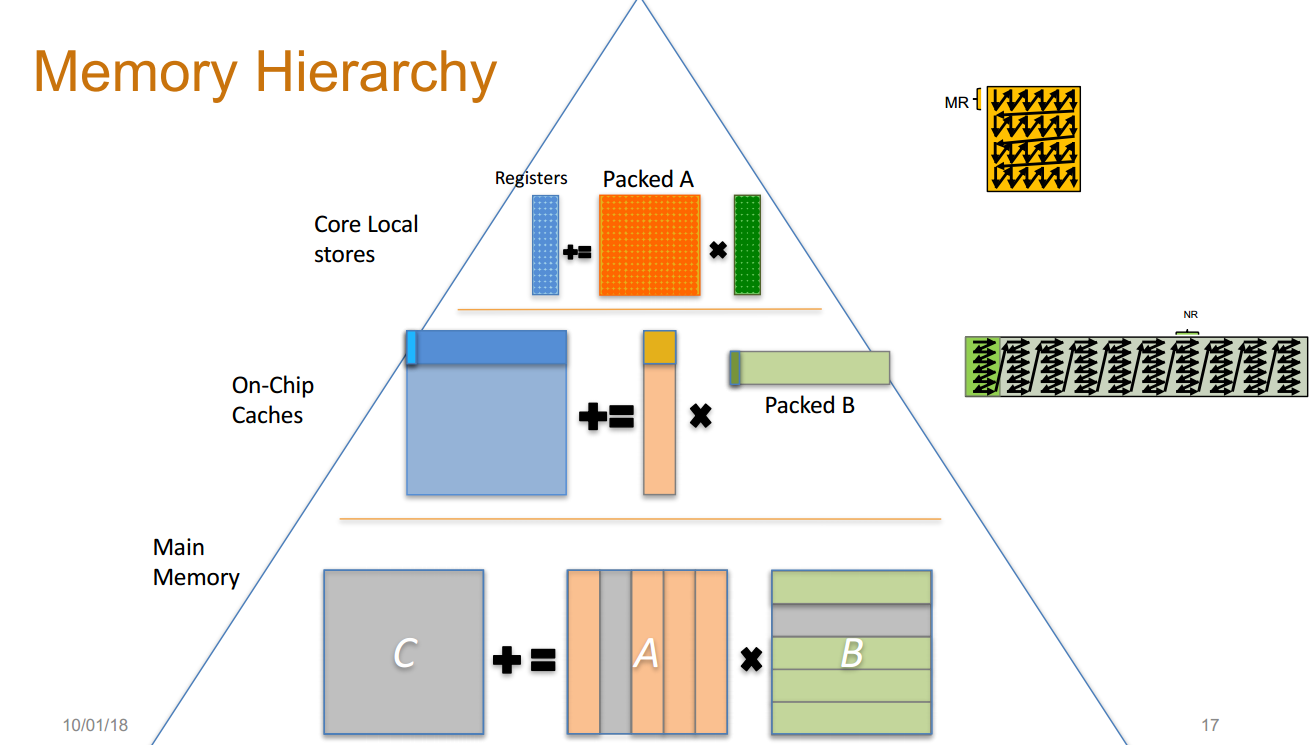 Memory Hierarchy
MR
Registers
Packed A
Core Local
stores
NR
On-Chip
Caches
Packed B
Main
Memory
C
A
B
10/01/18
17